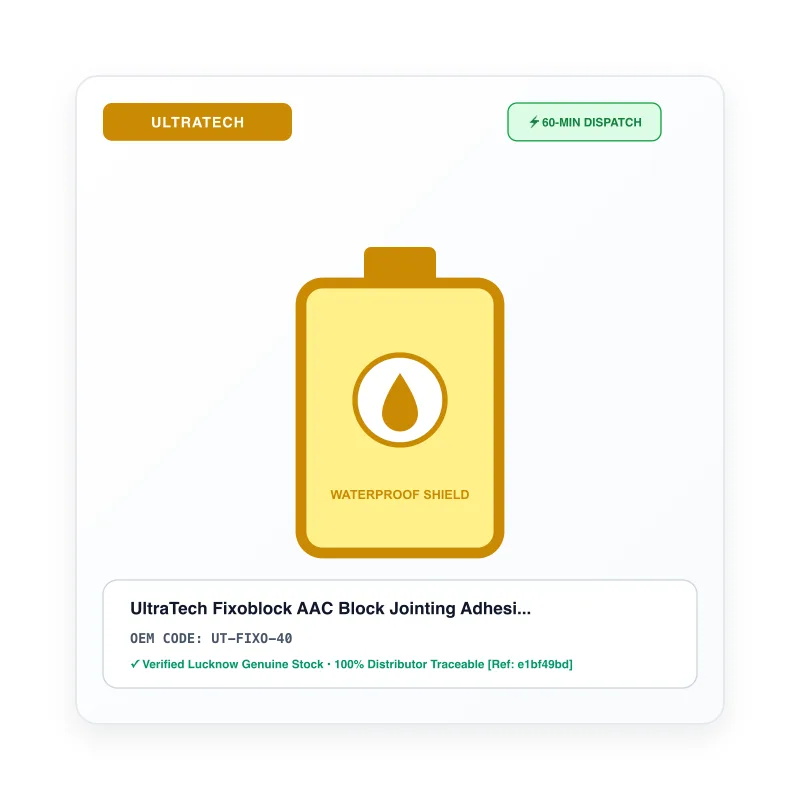 ULTRATECH
⚡60-MIN DISPATCH
WATERPROOF SHIELD
UltraTech Fixoblock AAC Block Jointing Adhesi...
OEM CODE: UT-FIXO-40
✓ Verified Lucknow Genuine Stock · 100% Distributor Traceable [Ref: e1bf49bd]